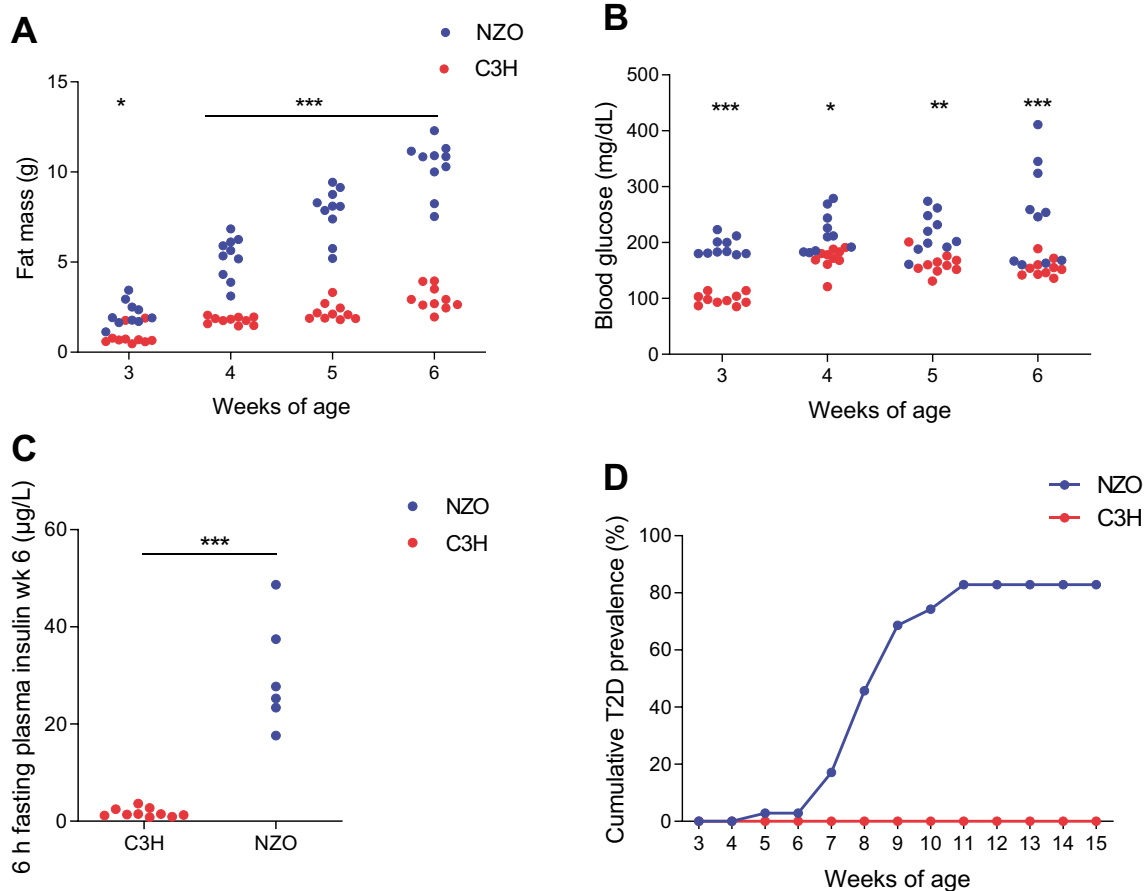 A
NZO
C3H
Fat mass (g)
15
10
5
0
*
***
3 4 5 6
Weeks of age
B
Blood glucose (mg/dL)
500
400
300
200
100
0
*** * ** ***
3 4 5 6
Weeks of age
C
NZO
C3H
6 h fasting plasma insulin wk 6 (µg/L)
60
40
20
0
***
C3H NZO
D
NZO
C3H
Cumulative T2D prevalence (%)
100
80
60
40
20
0
3 4 5 6 7 8 9 10 11 12 13 14 15
Weeks of age